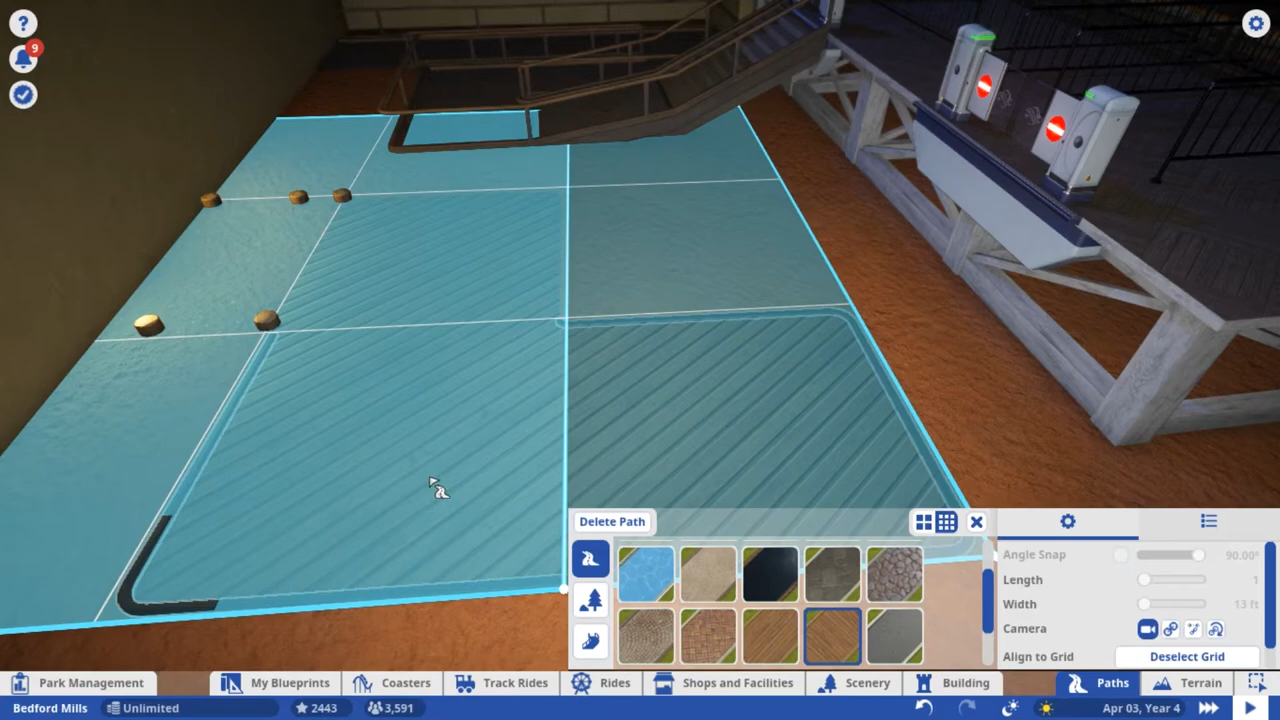 ?
9
Delete Path
Angle Snap 90.00°
Length 1
Width 13 ft
Camera
Align to Grid Deselect Grid
Park Management My Blueprints Coasters Track Rides Rides Shops and Facilities Scenery Building Paths Terrain
Bedford Mills Unlimited 2443 3,591 Apr 03, Year 4